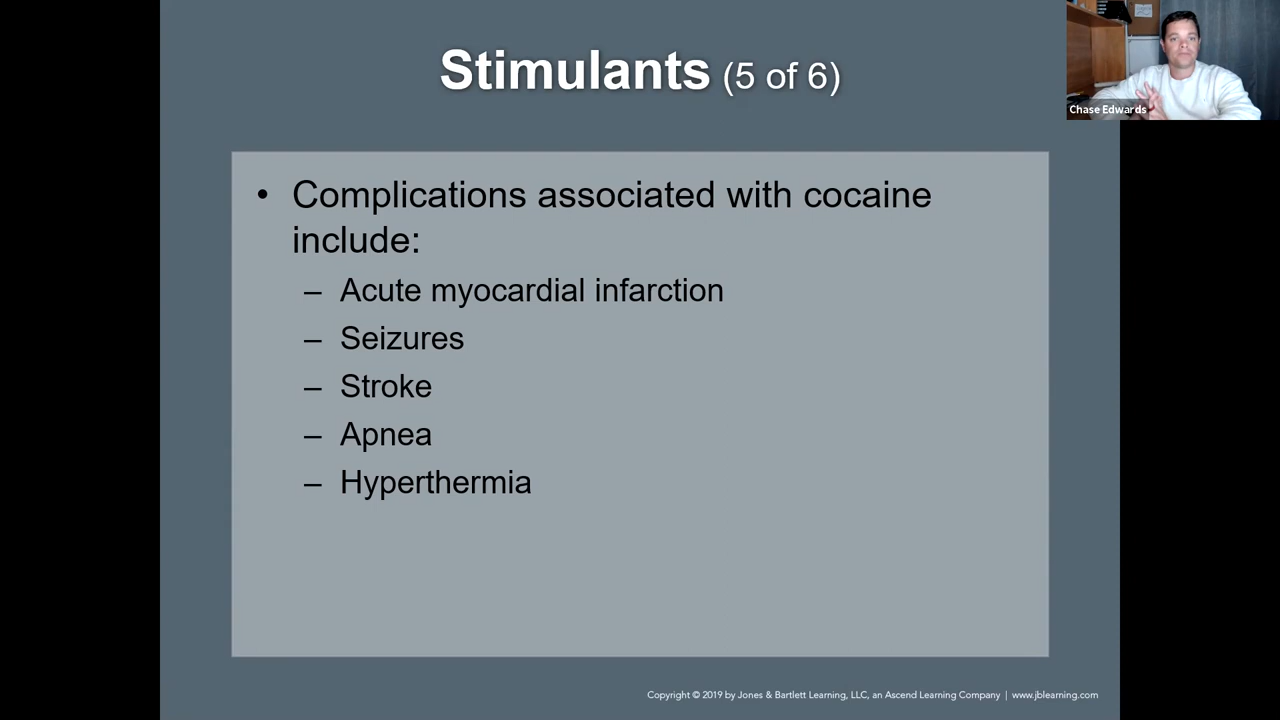 Stimulants (5 of 6)
Chase Edwards
• Complications associated with cocaine
include:
– Acute myocardial infarction
– Seizures
– Stroke
– Apnea
– Hyperthermia
Copyright © 2019 by Jones & Bartlett Learning, LLC, an Ascend Learning Company | www.jblearning.com